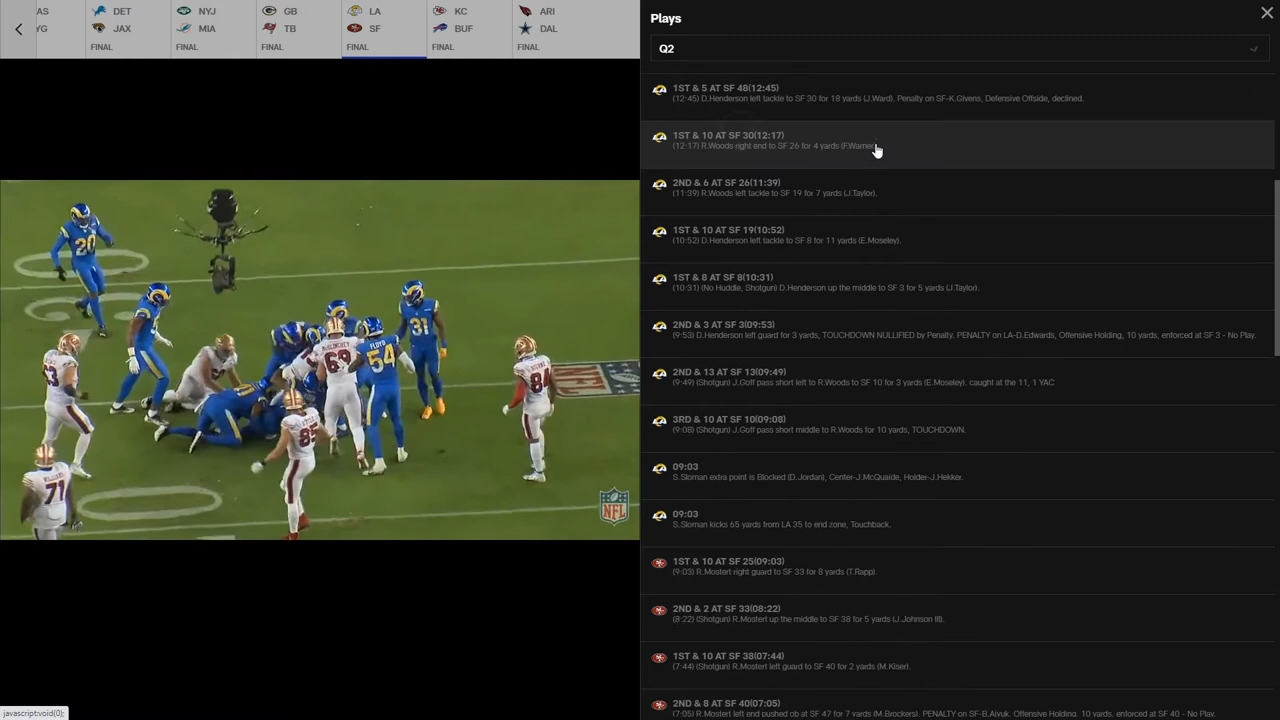 AS
YG
DET
JAX
FINAL
NYJ
MIA
FINAL
GB
TB
FINAL
LA
SF
FINAL
KC
BUF
FINAL
ARI
DAL
FINAL
20
31
54
FLOYD
69
85
84
71
NFL
NFL
javascript:void(0);
Plays
Q2
1ST & 5 AT SF 48(12:45)
(12:45) D.Henderson left tackle to SF 30 for 18 yards (J.Ward). Penalty on SF-K.Givens, Defensive Offside, declined.
1ST & 10 AT SF 30(12:17)
(12:17) R.Woods right end to SF 26 for 4 yards (F.Warner
2ND & 6 AT SF 26(11:39)
(11:39) R.Woods left tackle to SF 19 for 7 yards (J.Taylor).
1ST & 10 AT SF 19(10:52)
(10:52) D.Henderson left tackle to SF 8 for 11 yards (E.Moseley).
1ST & 8 AT SF 8(10:31)
(10:31) (No Huddle, Shotgun) D.Henderson up the middle to SF 3 for 5 yards (J.Taylor).
2ND & 3 AT SF 3(09:53)
(9:53) D.Henderson left guard for 3 yards, TOUCHDOWN NULLIFIED by Penalty. PENALTY on LA-D.Edwards, Offensive Holding, 10 yards, enforced at SF 3 - No Play.
2ND & 13 AT SF 13(09:49)
(9:49) (Shotgun) J.Goff pass short left to R.Woods to SF 10 for 3 yards (E.Moseley). caught at the 11, 1 YAC
3RD & 10 AT SF 10(09:08)
(9:08) (Shotgun) J.Goff pass short middle to R.Woods for 10 yards, TOUCHDOWN.
09:03
S.Sloman extra point is Blocked (D.Jordan), Center-J.McQuaide, Holder-J.Hekker.
09:03
S.Sloman kicks 65 yards from LA 35 to end zone, Touchback.
1ST & 10 AT SF 25(09:03)
(9:03) R.Mostert right guard to SF 33 for 8 yards (T.Rapp).
2ND & 2 AT SF 33(08:22)
(8:22) (Shotgun) R.Mostert up the middle to SF 38 for 5 yards (J.Johnson III).
1ST & 10 AT SF 38(07:44)
(7:44) (Shotgun) R.Mostert left guard to SF 40 for 2 yards (M.Kiser).
2ND & 8 AT SF 40(07:05)
(7:05) R.Mostert left end pushed ob at SF 47 for 7 yards (M.Brockers). PENALTY on SF-B.Aiyuk, Offensive Holding, 10 yards, enforced at SF 40 - No Play.